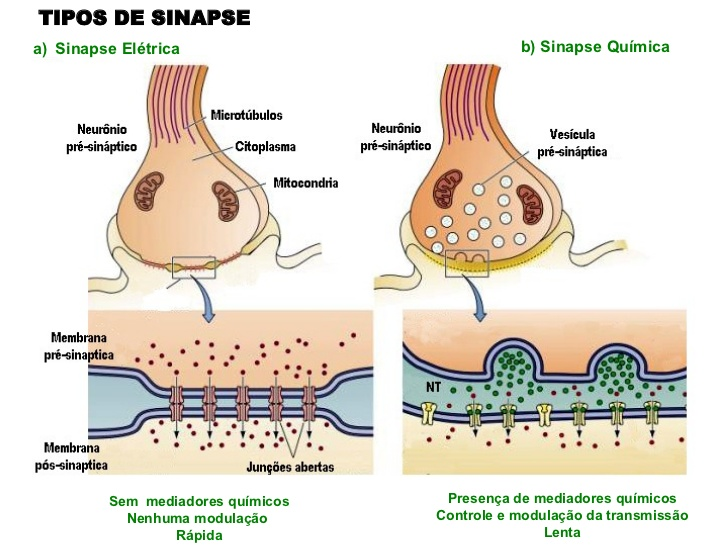 TIPOS DE SINAPSE
a) Sinapse Elétrica
b) Sinapse Química
Microtúbulos
Neurônio
pré-sináptico
Citoplasma
Mitocondria
Neurônio
pré-sináptico
Vesícula
pré-sináptica
Membrana
pré-sinaptica
Membrana
pós-sinaptica
Junções abertas
NT
Sem mediadores químicos
Nenhuma modulação
Rápida
Presença de mediadores químicos
Controle e modulação da transmissão
Lenta